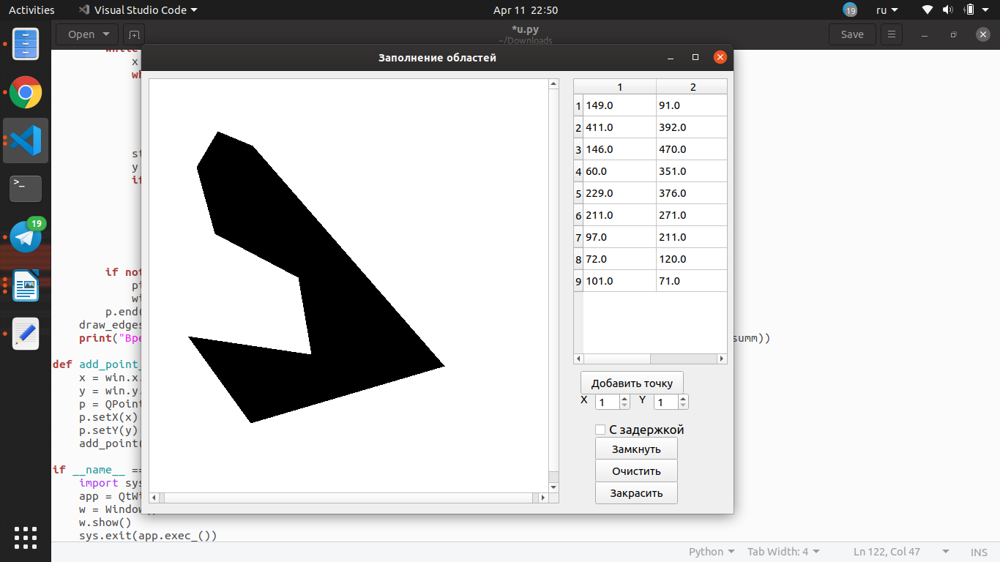 Activities Visual Studio Code Apr 11 22:50 19 ru
Open *u.py Save
~/Downloads
Заполнение областей
x
wh
1 2
1 149.0 91.0
2 411.0 392.0
3 146.0 470.0
4 60.0 351.0
5 229.0 376.0
6 211.0 271.0
7 97.0 211.0
8 72.0 120.0
9 101.0 71.0
st
y
if
>_
19
if not
pi
wi
p.end(
draw_edges
print("Вре summ))
def add_point_
x = win.x.
y = win.y.
p = QPoint
p.setX(x)
p.setY(y)
add_point(
Добавить точку
X 1 Y 1
С задержкой
Замкнуть
Очистить
Закрасить
if __name__ ==
import sys
app = QtWi
w = Window
w.show()
sys.exit(app.exec_())
Python Tab Width: 4 Ln 122, Col 47 INS